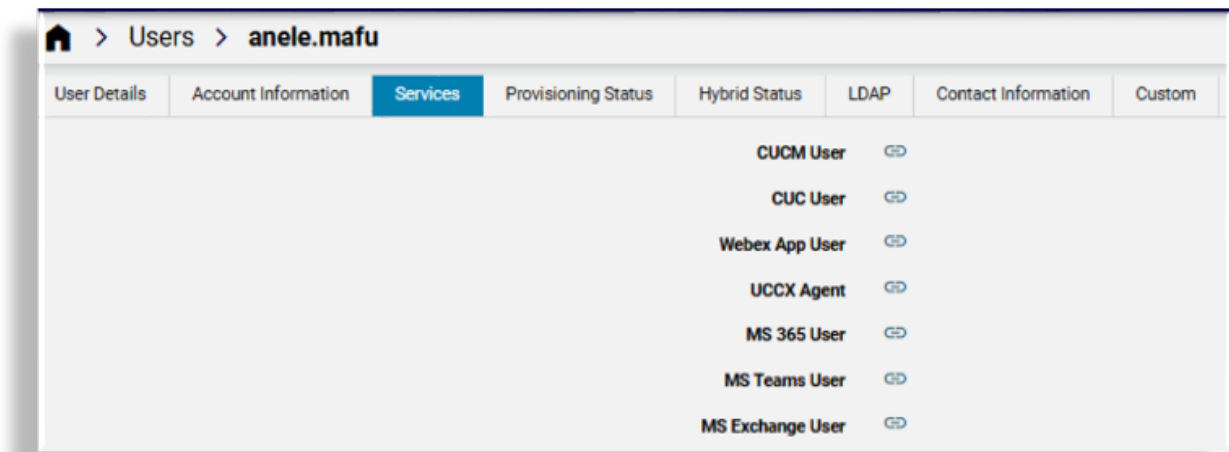 > Users > anele.mafu
User Details Account Information Services Provisioning Status Hybrid Status LDAP Contact Information Custom
CUCM User
CUC User
Webex App User
UCCX Agent
MS 365 User
MS Teams User
MS Exchange User